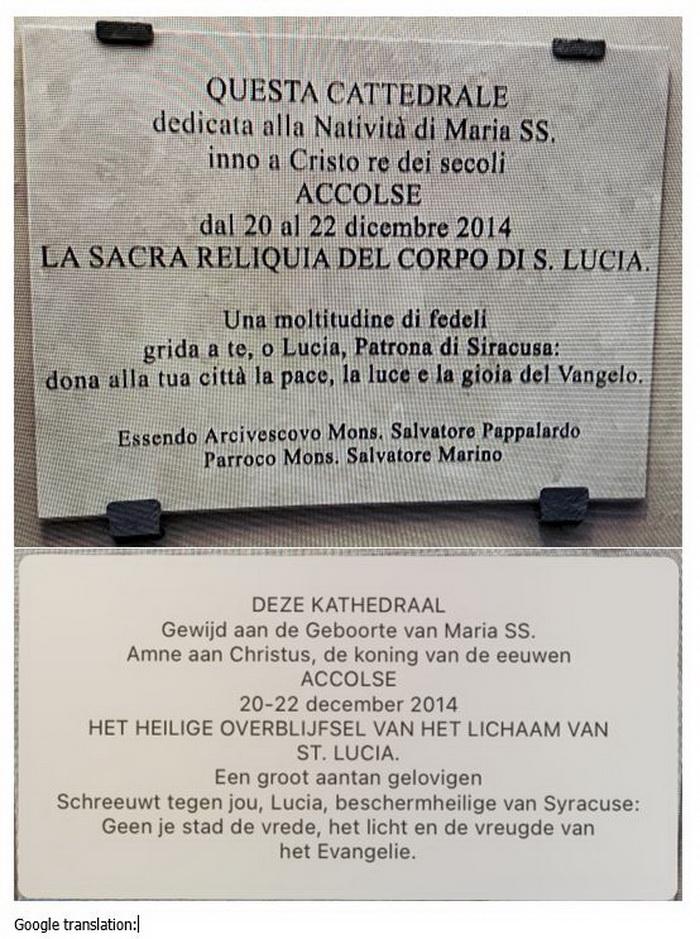 QUESTA CATTEDRALE
dedicata alla Natività di Maria SS.
inno a Cristo re dei secoli
ACCOLSE
dal 20 al 22 dicembre 2014
LA SACRA RELIQUIA DEL CORPO DI S. LUCIA.
Una moltitudine di fedeli
grida a te, o Lucia, Patrona di Siracusa:
dona alla tua città la pace, la luce e la gioia del Vangelo.
Essendo Arcivescovo Mons. Salvatore Pappalardo
Parroco Mons. Salvatore Marino
DEZE KATHEDRAAL
Gewijd aan de Geboorte van Maria SS.
Amne aan Christus, de koning van de eeuwen
ACCOLSE
20-22 december 2014
HET HEILIGE OVERBLIJFSEL VAN HET LICHAAM VAN
ST. LUCIA.
Een groot aantan gelovigen
Schreeuwt tegen jou, Lucia, beschermheilige van Syracuse:
Geen je stad de vrede, het licht en de vreugde van
het Evangelie.
Google translation: